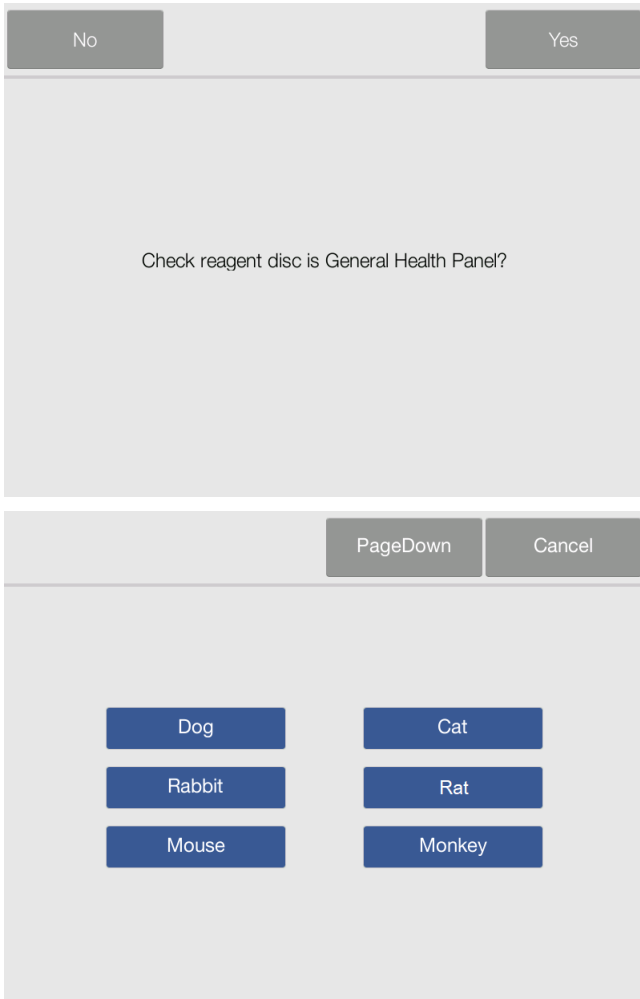 No Yes
Check reagent disc is General Health Panel?
PageDown Cancel
Dog Cat
Rabbit Rat
Mouse Monkey